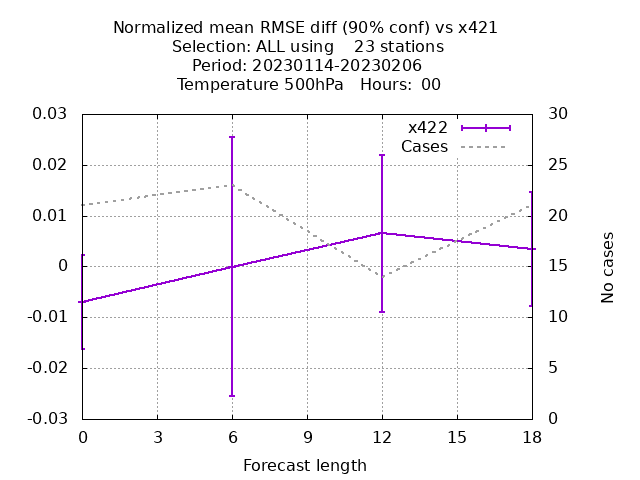 Normalized mean RMSE diff (90% conf) vs x421
Selection: ALL using    23 stations
Period: 20230114-20230206
Temperature 500hPa   Hours:  00
x422
Cases
0.03
0.02
0.01
0
-0.01
-0.02
-0.03
30
25
20
15
10
5
0
No cases
0 3 6 9 12 15 18
Forecast length